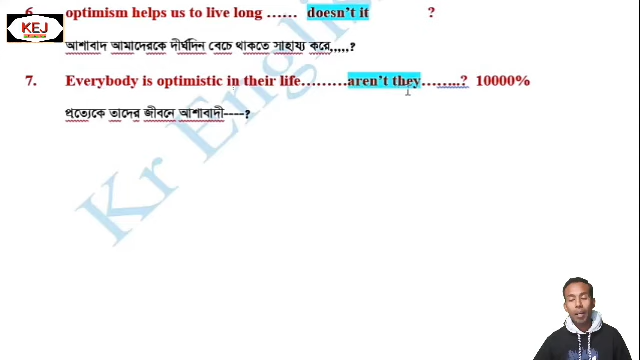 KEJ
6. optimism helps us to live long …… doesn't it ?
আশাবাদ আমাদেরকে দীর্ঘদিন বেচে থাকতে সাহায্য করে,,,,,?
7. Everybody is optimistic in their life………aren't they……..? 10000%
প্রত্যেকে তাদের জীবনে আশাবাদী----?
Kr English